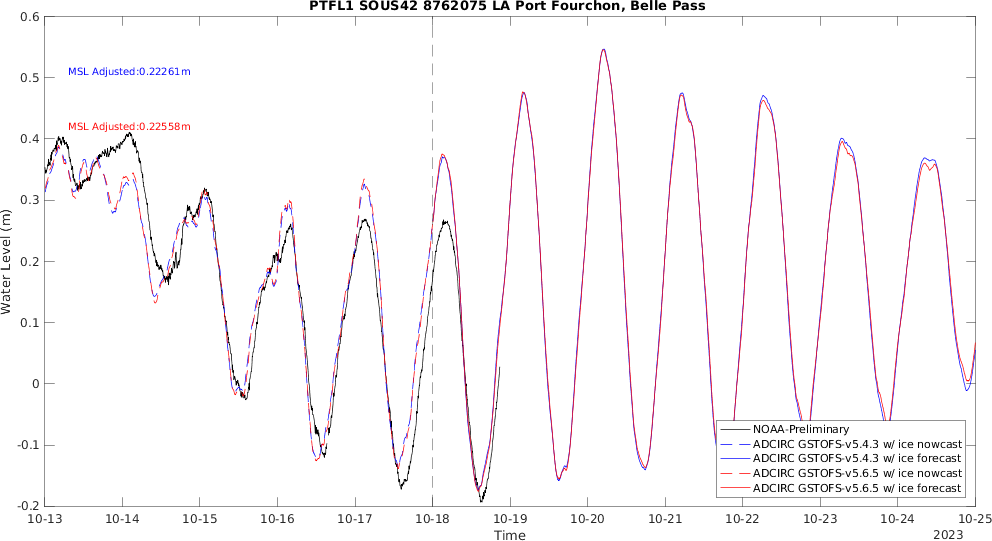 PTFL1 SOUS42 8762075 LA Port Fourchon, Belle Pass
0.6
0.5
0.4
0.3
0.2
0.1
0
-0.1
-0.2
Water Level (m)
MSL Adjusted:0.22261m
MSL Adjusted:0.22558m
NOAA-Preliminary
ADCIRC GSTOFS-v5.4.3 w/ ice nowcast
ADCIRC GSTOFS-v5.4.3 w/ ice forecast
ADCIRC GSTOFS-v5.6.5 w/ ice nowcast
ADCIRC GSTOFS-v5.6.5 w/ ice forecast
10-13 10-14 10-15 10-16 10-17 10-18 10-19 10-20 10-21 10-22 10-23 10-24 10-25
Time
2023